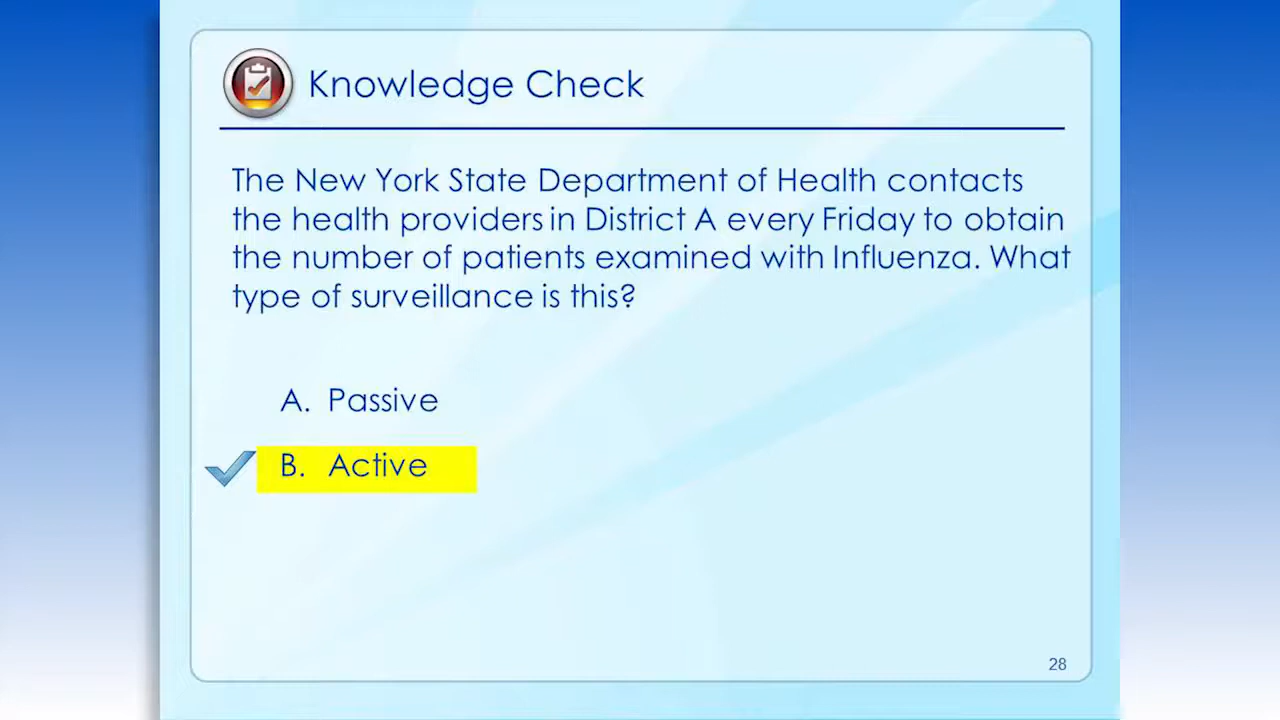 Knowledge Check
The New York State Department of Health contacts
the health providers in District A every Friday to obtain
the number of patients examined with Influenza. What
type of surveillance is this?
A. Passive
B. Active
28